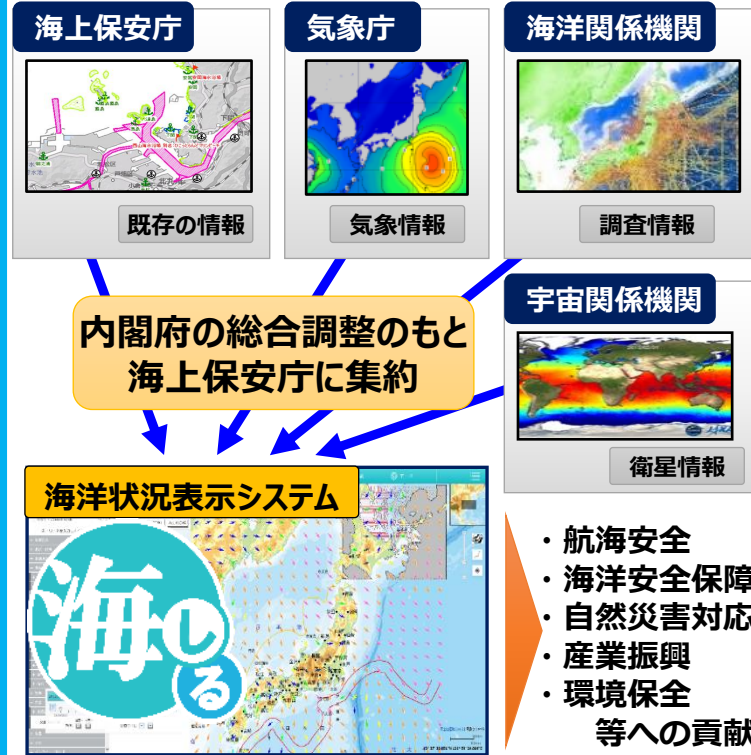 海上保安庁
気象庁
海洋関係機関
既存の情報
気象情報
調査情報
内閣府の総合調整のもと
海上保安庁に集約
宇宙関係機関
衛星情報
海洋状況表示システム
海しる
・航海安全
・海洋安全保障
・自然災害対応
・産業振興
・環境保全
等への貢献